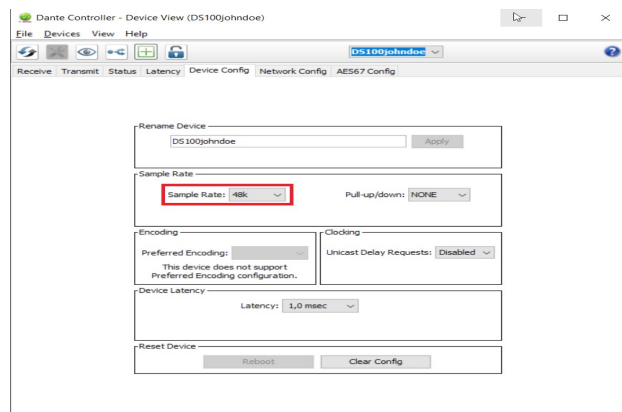 Dante Controller - Device View (DS100johndoe)
File Devices View Help
DS100johndoe
Receive Transmit Status Latency Device Config Network Config AES67 Config
Rename Device
DS100johndoe Apply
Sample Rate
Sample Rate: 48k Pull-up/down: NONE
Encoding Clocking
Preferred Encoding: Unicast Delay Requests: Disabled
This device does not support
Preferred Encoding configuration.
Device Latency
Latency: 1,0 msec
Reset Device
Reboot Clear Config